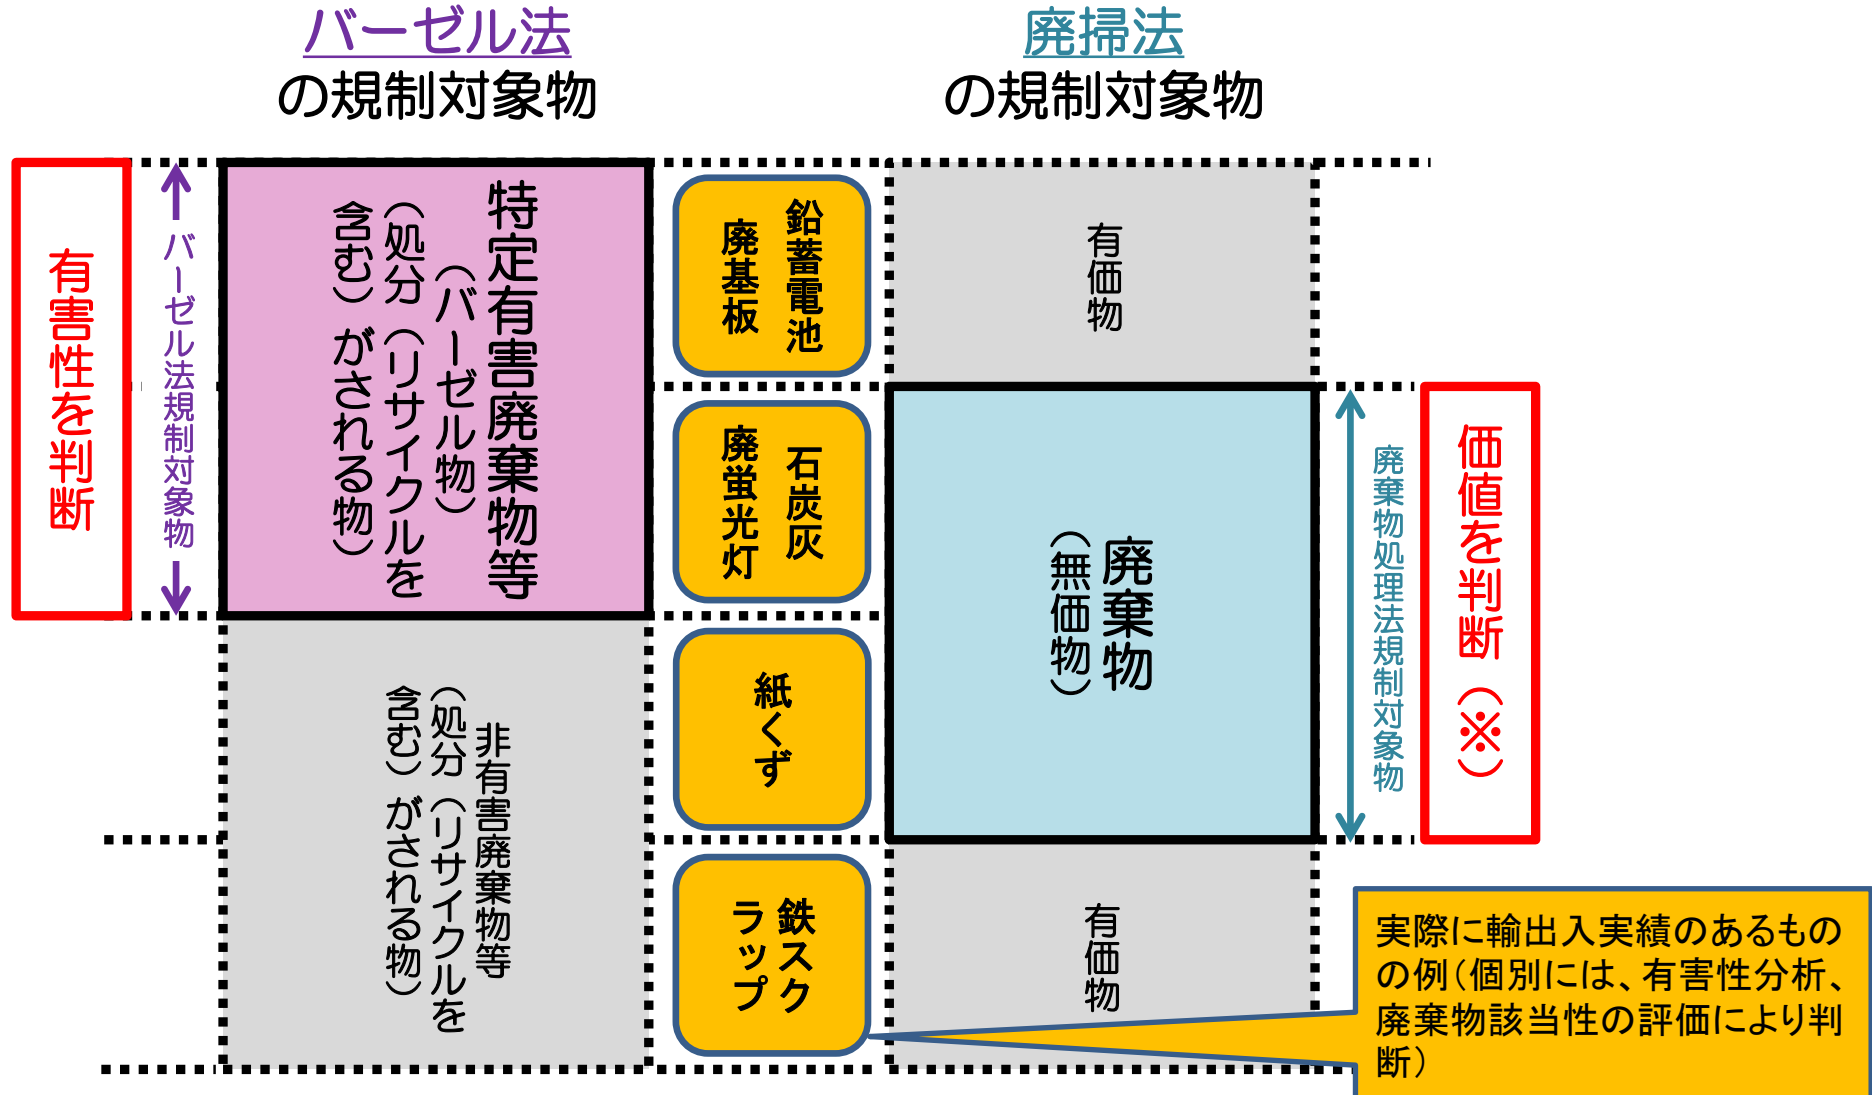 バーゼル法
の規制対象物
廃掃法
の規制対象物
有害性を判断
バーゼル法規制対象物
特定有害廃棄物等
（バーゼル物）
（処分（リサイクルを
含む）がされる物）
非有害廃棄物等
（処分（リサイクルを
含む）がされる物）
鉛蓄電池
廃基板
石炭灰
廃蛍光灯
紙くず
鉄スク
ラップ
有価物
廃棄物
（無価物）
有価物
廃棄物処理法規制対象物
価値を判断（※）
実際に輸出入実績のあるもの
の例（個別には、有害性分析、
廃棄物該当性の評価により判
断）